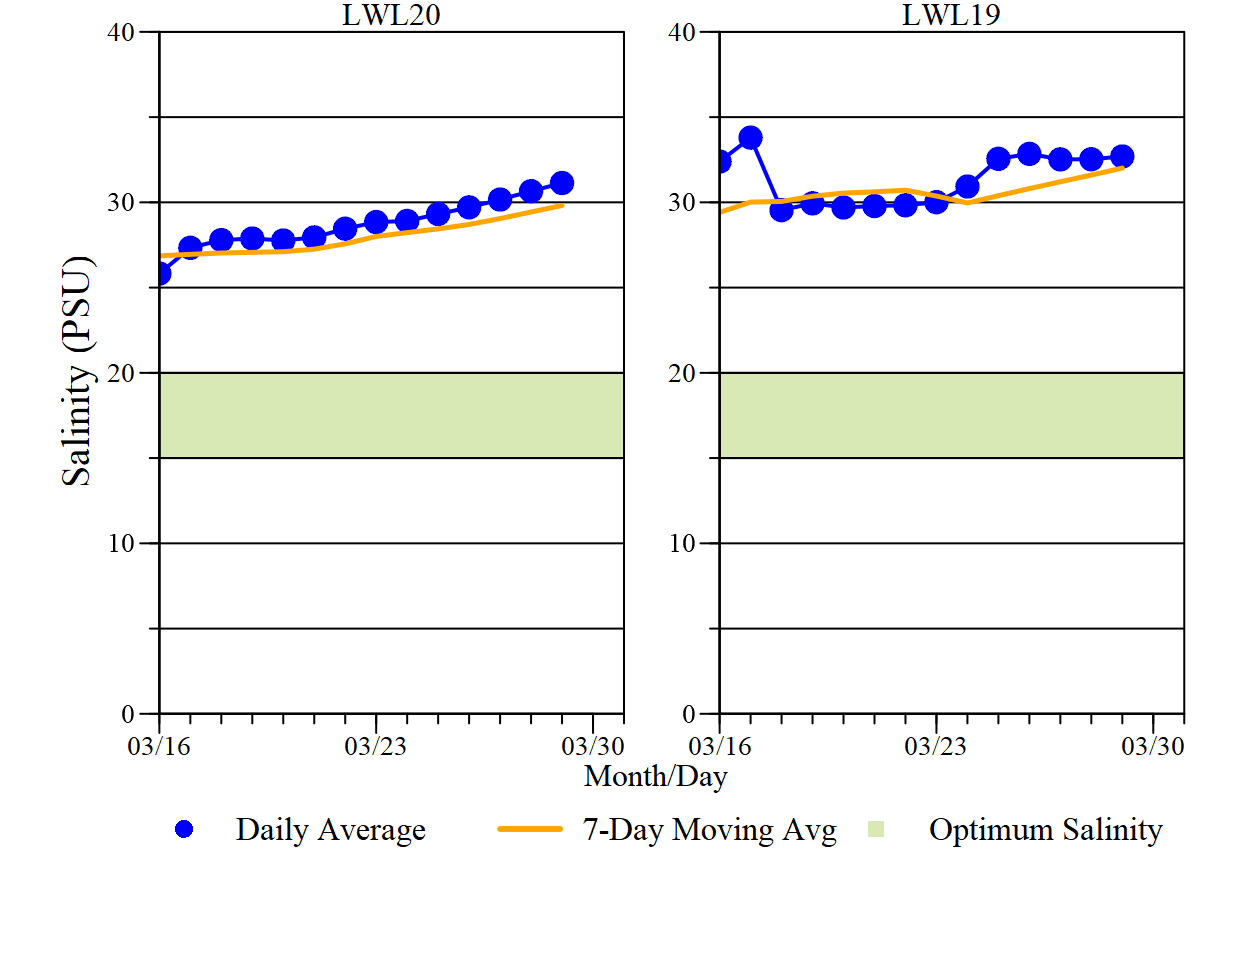 LWL20 LWL19
40 40
30 30
Salinity (PSU)
20 20
10 10
0 0
03/16 03/23 03/30 03/16 03/23 03/30
Month/Day
Daily Average 7-Day Moving Avg Optimum Salinity